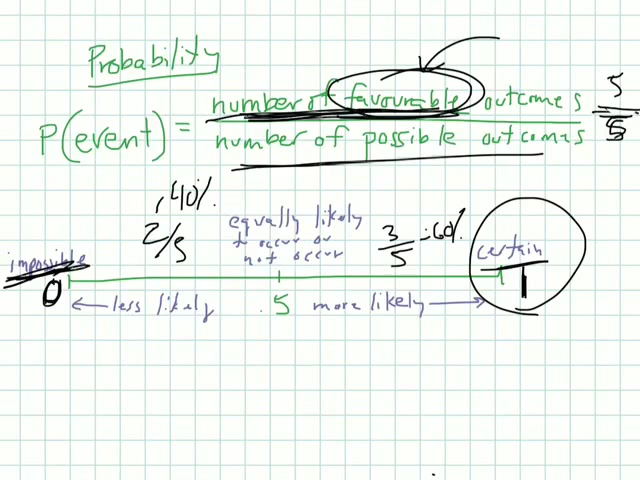 Probability
number of favourable outcomes
P(event) =
number of possible outcomes
5
5
,40%
2/5
equally likely
to occur or
not occur
3
5
=60%
certain
impossible
0
1
← less likely
.5
more likely →